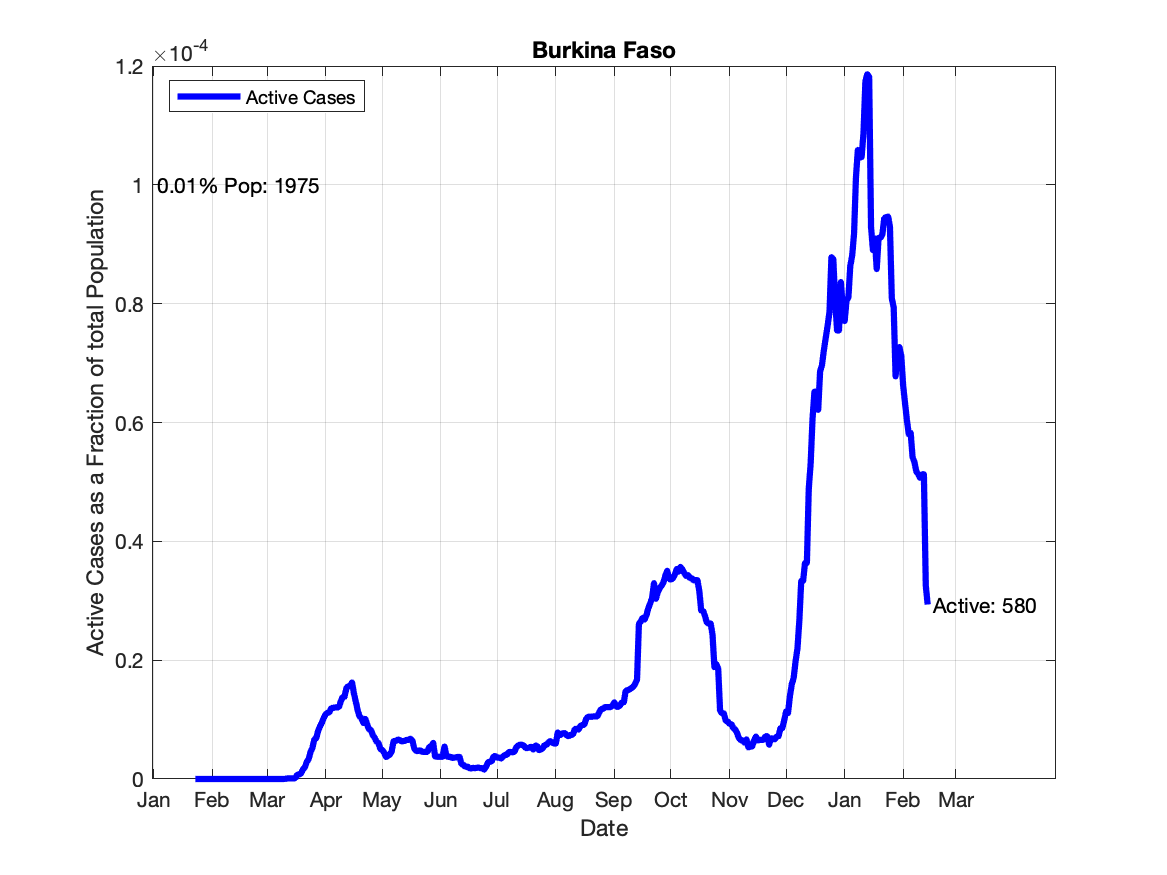 Burkina Faso
×10-4
Active Cases
0.01% Pop: 1975
Active: 580
Active Cases as a Fraction of total Population
1.2
1
0.8
0.6
0.4
0.2
0
Jan Feb Mar Apr May Jun Jul Aug Sep Oct Nov Dec Jan Feb Mar
Date